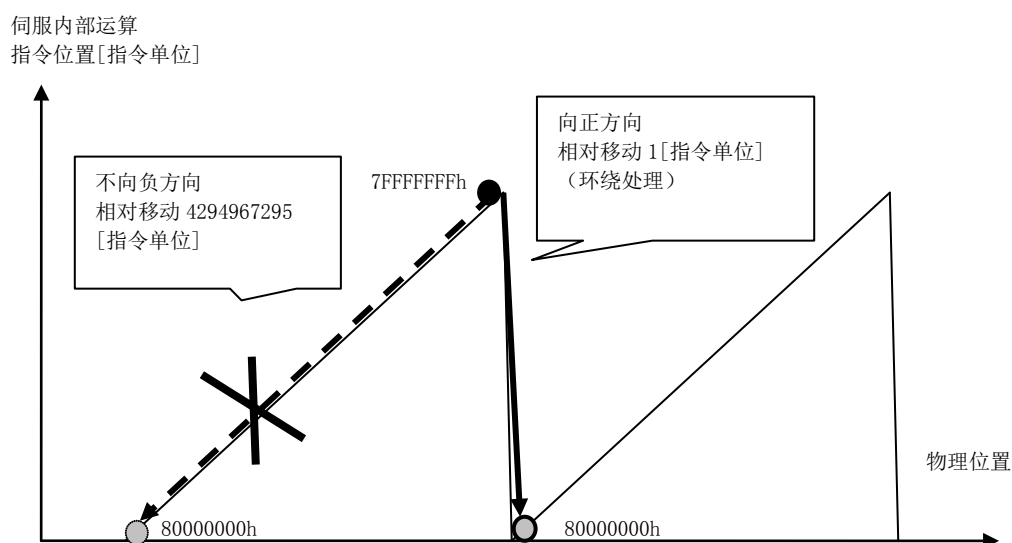 伺服内部运算
指令位置[指令单位]
向正方向
相对移动 1[指令单位]
（环绕处理）
不向负方向
相对移动 4294967295
[指令单位]
7FFFFFFFh
物理位置
80000000h
80000000h